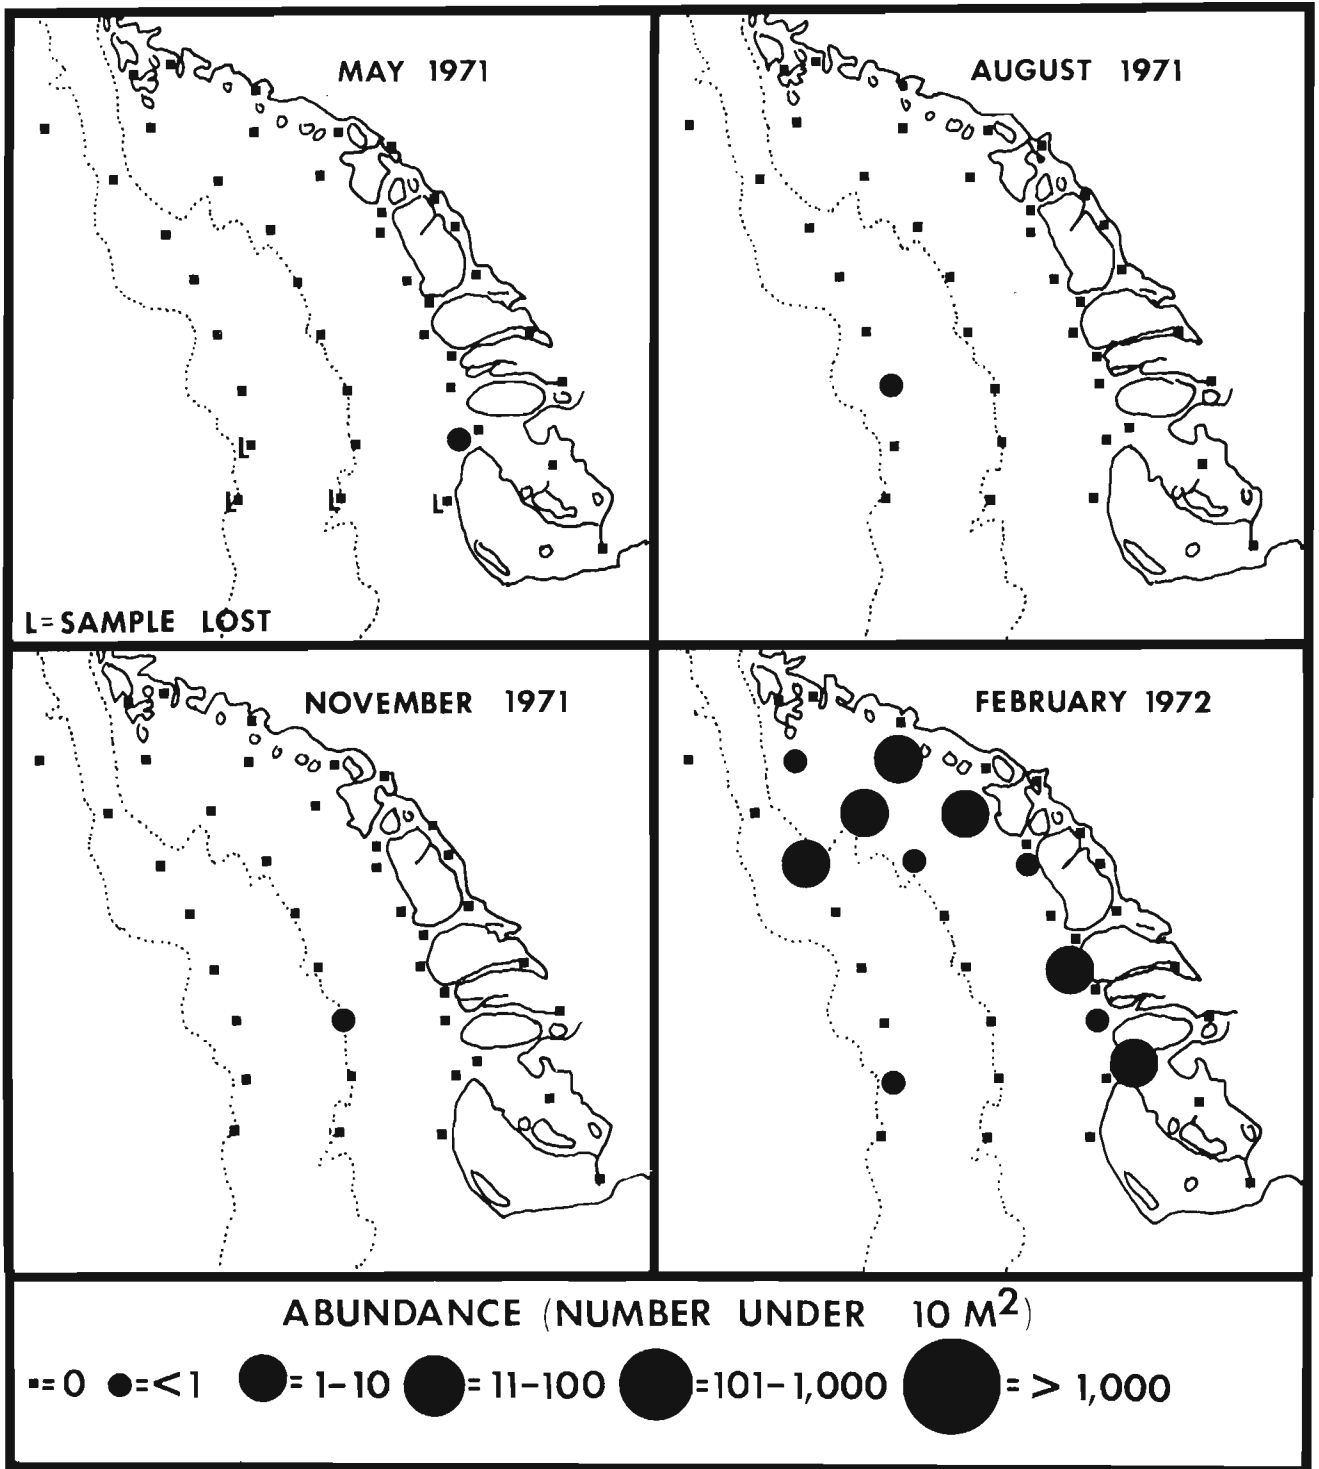 MAY 1971
AUGUST 1971
L
L
L
L
L=SAMPLE LOST
NOVEMBER 1971
FEBRUARY 1972
ABUNDANCE (NUMBER UNDER 10 M²)
=0 =<1 =1-10 =11-100 =101-1,000 => 1,000